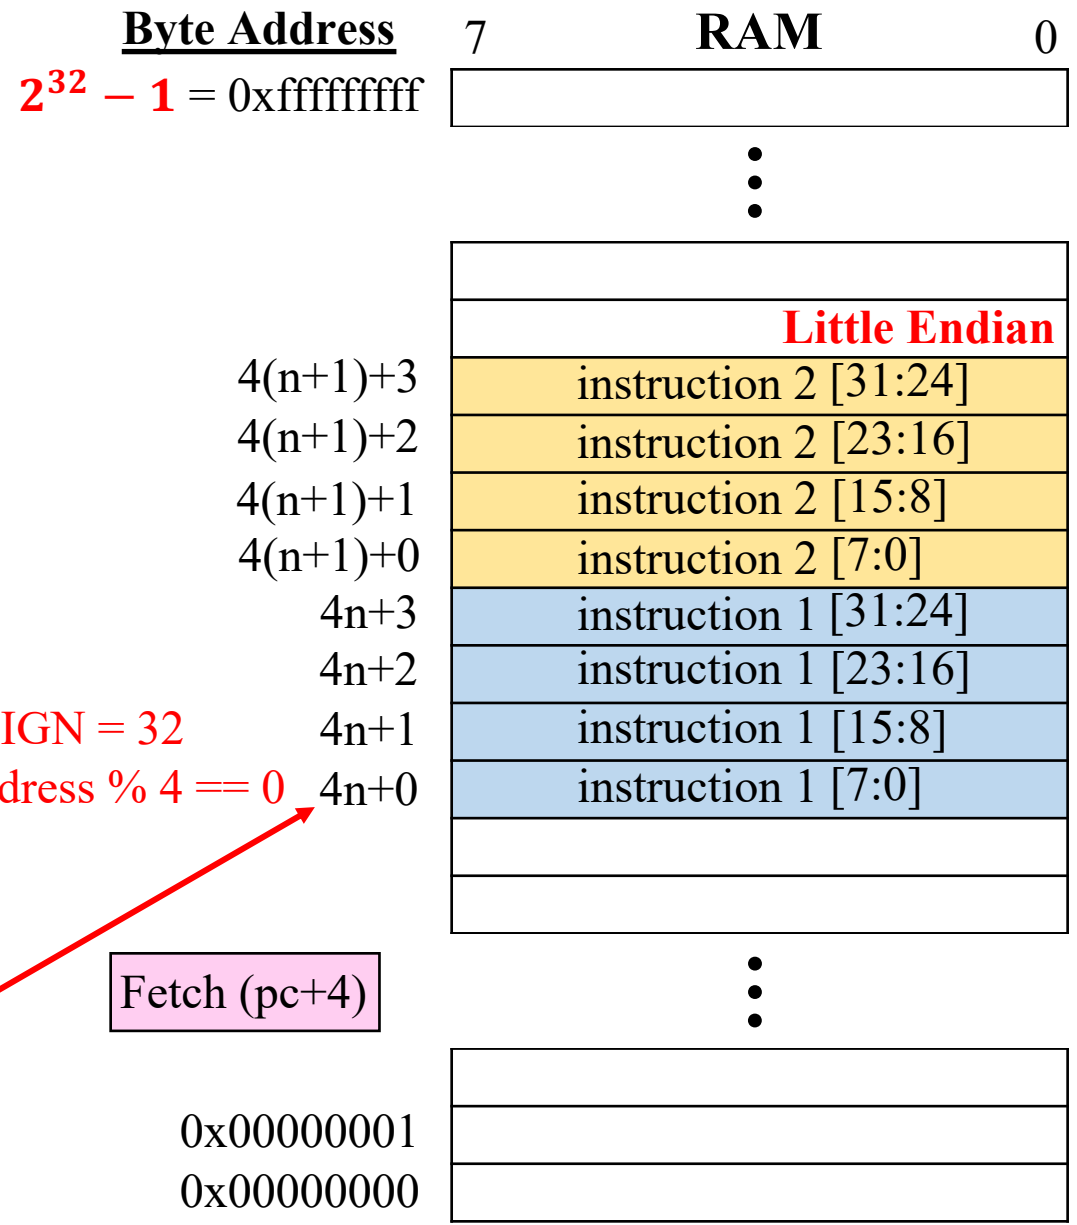 Byte Address 7 RAM 0
2³² − 1 = 0xfffffffff
Little Endian
4(n+1)+3 instruction 2 [31:24]
4(n+1)+2 instruction 2 [23:16]
4(n+1)+1 instruction 2 [15:8]
4(n+1)+0 instruction 2 [7:0]
4n+3 instruction 1 [31:24]
4n+2 instruction 1 [23:16]
IGN = 32 4n+1 instruction 1 [15:8]
dress % 4 == 0 4n+0 instruction 1 [7:0]
Fetch (pc+4)
0x00000001
0x00000000